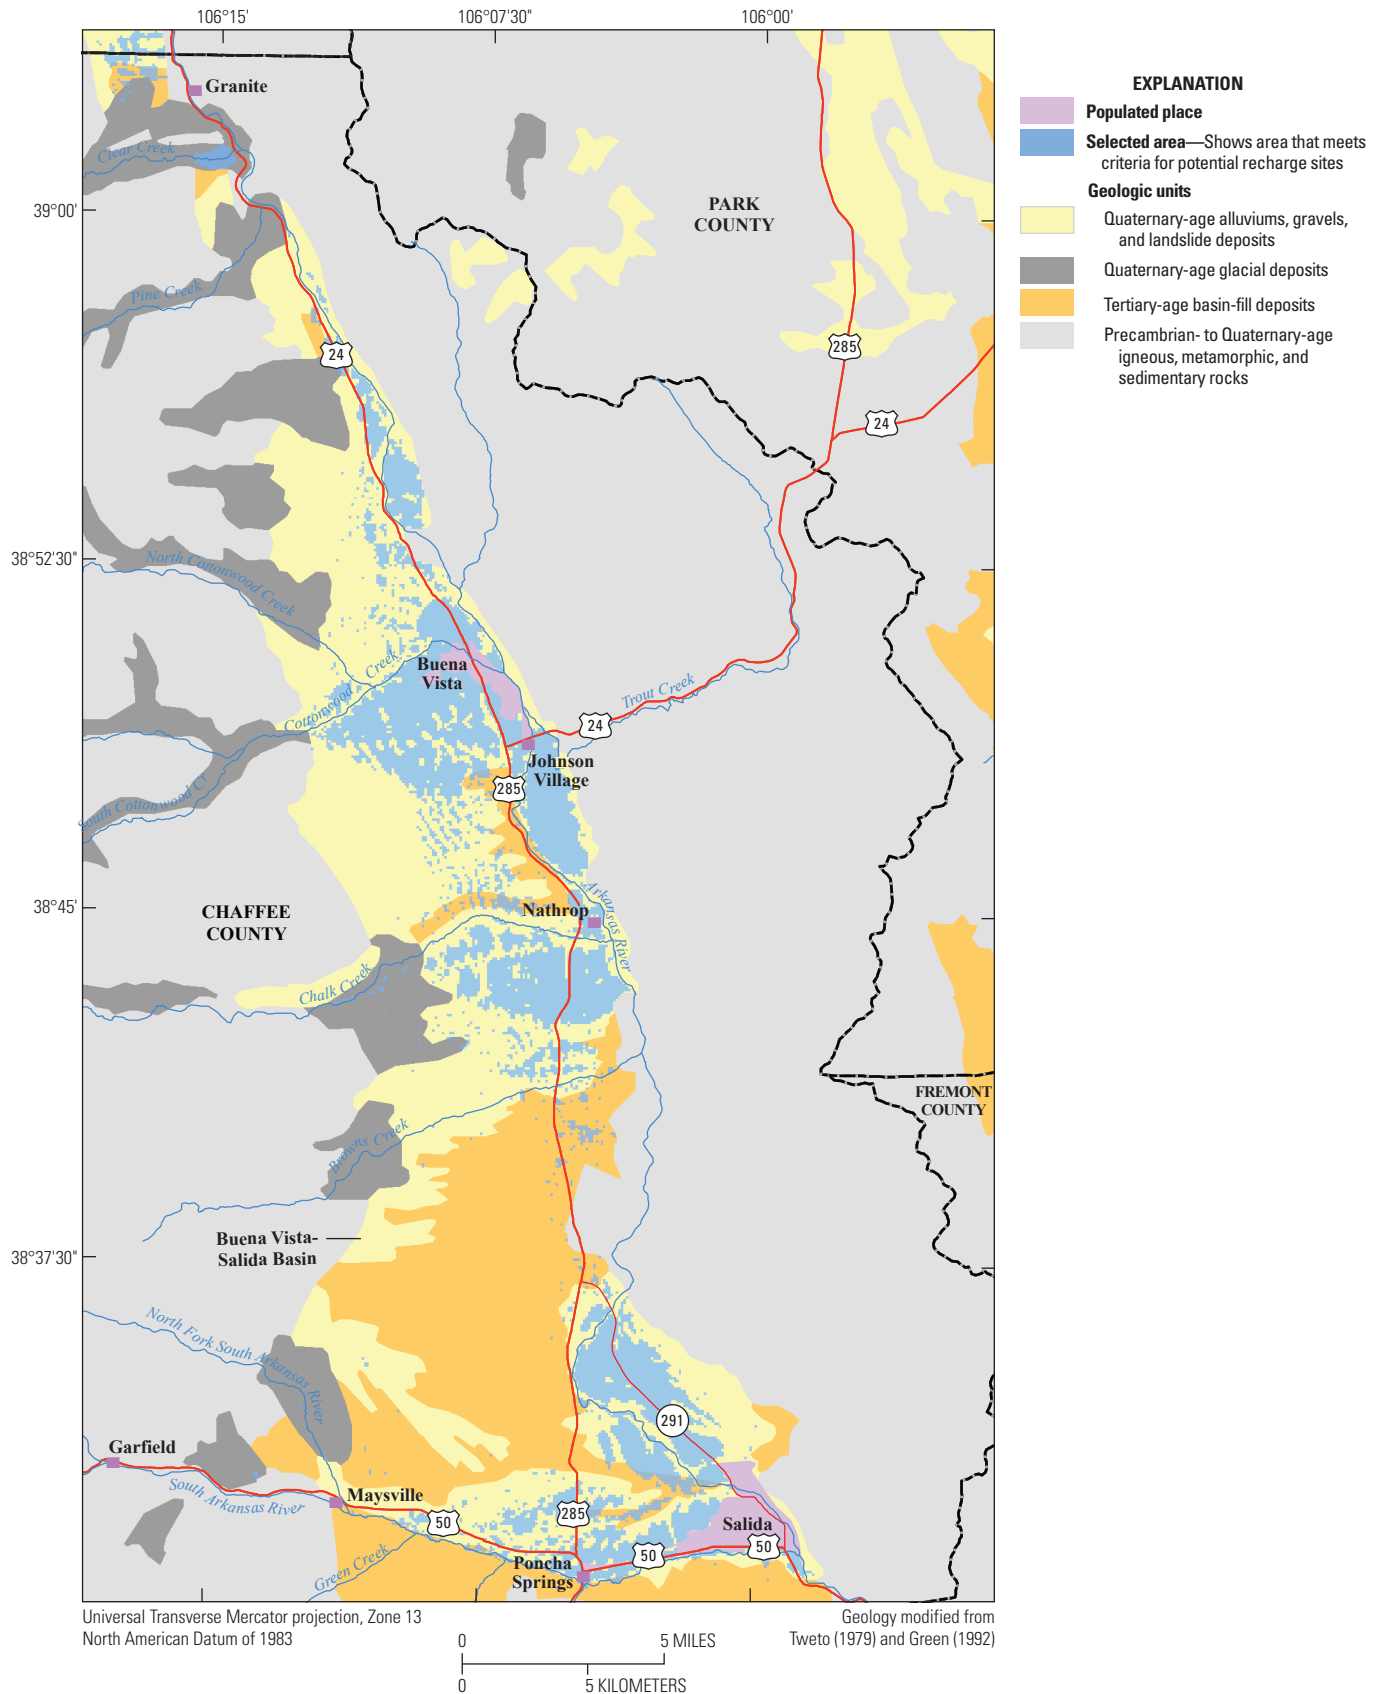 106°15'
106°07'30"
106°00'
39°00'
38°52'30"
38°45'
38°37'30"
Granite
Clear Creek
PARK
COUNTY
Pine Creek
24
285
24
North Cottonwood Creek
Buena
Vista
Cottonwood Creek
Trout Creek
24
Johnson
Village
285
South Cottonwood Cr
CHAFFEE
COUNTY
Nathrop
Arkansas River
Chalk Creek
FREMONT
COUNTY
Browns Creek
Buena Vista-
Salida Basin
North Fork South Arkansas River
291
Garfield
South Arkansas River
Maysville
50
285
Salida
50
50
Poncha
Springs
Green Creek
EXPLANATION
Populated place
Selected area—Shows area that meets
criteria for potential recharge sites
Geologic units
Quaternary-age alluviums, gravels,
and landslide deposits
Quaternary-age glacial deposits
Tertiary-age basin-fill deposits
Precambrian- to Quaternary-age
igneous, metamorphic, and
sedimentary rocks
Universal Transverse Mercator projection, Zone 13
North American Datum of 1983
Geology modified from
Tweto (1979) and Green (1992)
0
5 MILES
0
5 KILOMETERS